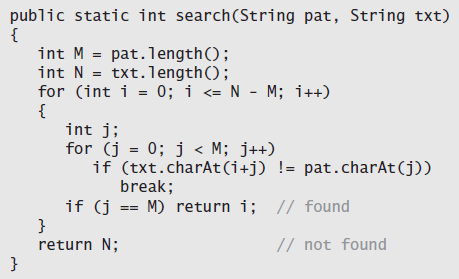 public static int search(String pat, String txt)
{
   int M = pat.length();
   int N = txt.length();
   for (int i = 0; i <= N - M; i++)
   {
      int j;
      for (j = 0; j < M; j++)
         if (txt.charAt(i+j) != pat.charAt(j))
            break;
      if (j == M) return i;  // found
   }
   return N;                 // not found
}